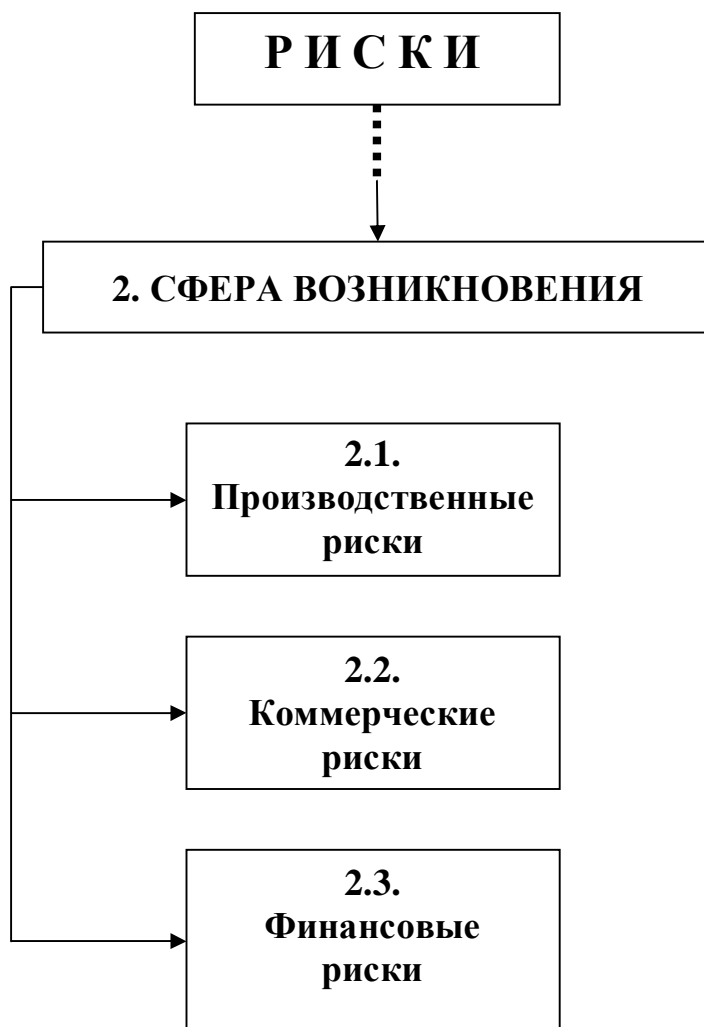 Р И С К И
2. СФЕРА ВОЗНИКНОВЕНИЯ
2.1.
Производственные
риски
2.2.
Коммерческие
риски
2.3.
Финансовые
риски